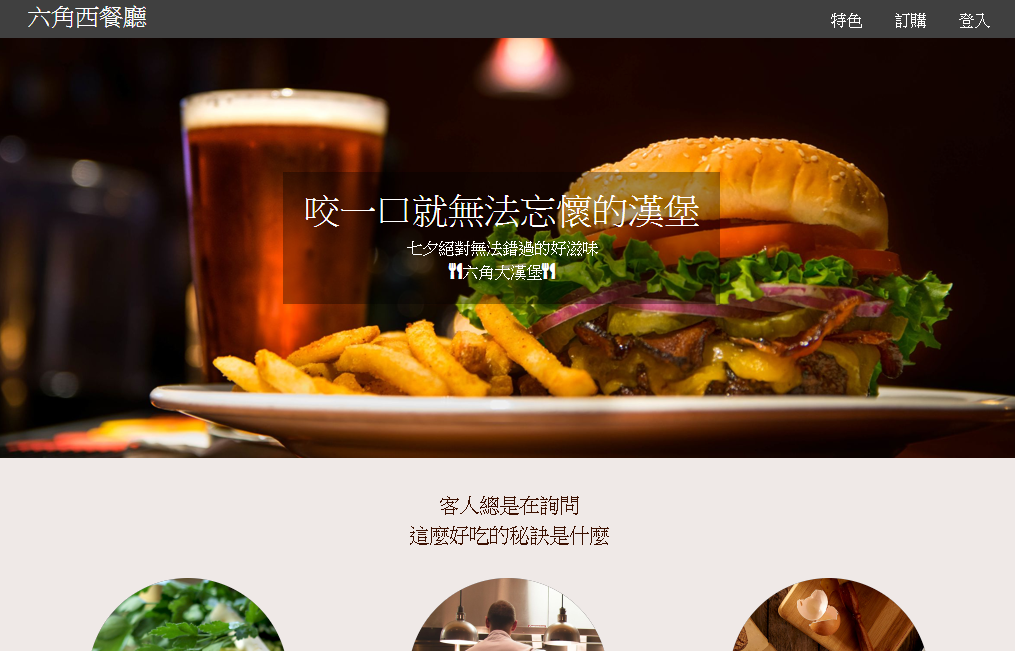 六角西餐廳
特色
訂購
登入
咬一口就無法忘懷的漢堡
七夕絕對無法錯過的好滋味
六角大漢堡
客人總是在詢問
這麼好吃的秘訣是什麼